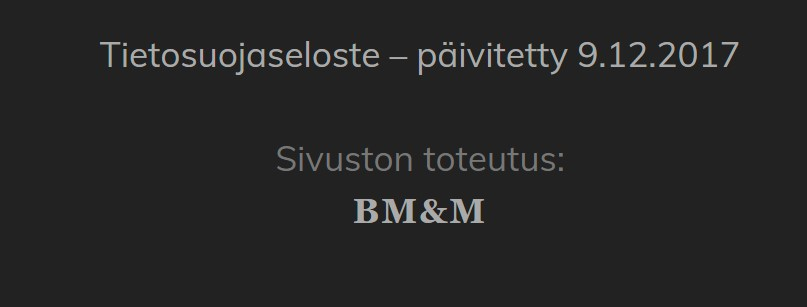 Tietosuojaseloste – päivitetty 9.12.2017
Sivuston toteutus:
BM&M